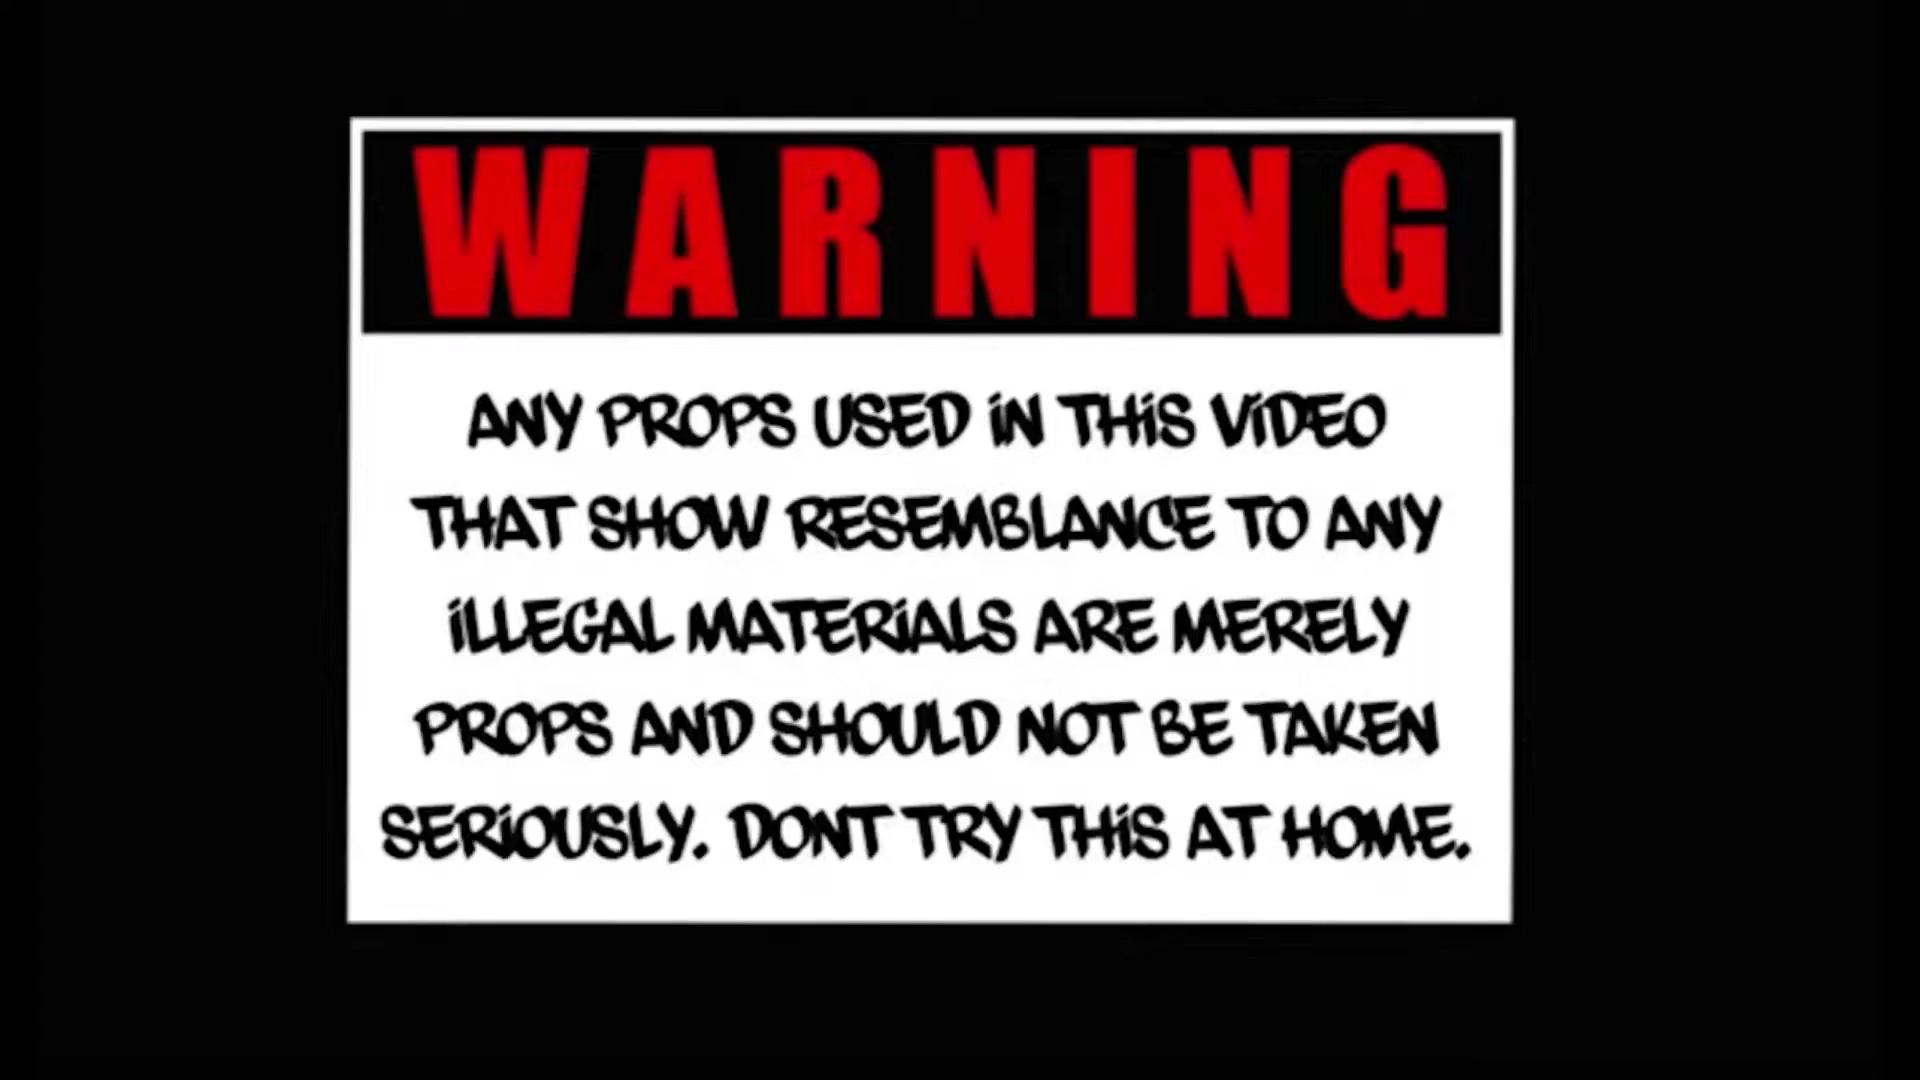 WARNING
ANY PROPS USED iN THiS ViDEO
THAT SHOW RESEMBLANCE TO ANY
iLLEGAL MATERiALS ARE MERELY
PROPS AND SHOULD NOT BE TAKEN
SERiOUSLY. DONT TRY THiS AT HOME.